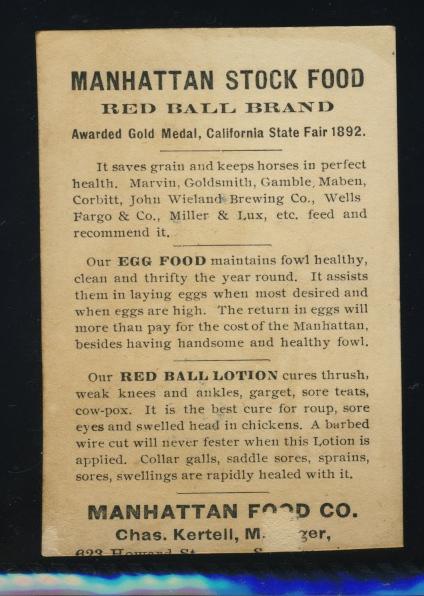 MANHATTAN STOCK FOOD
RED BALL BRAND
Awarded Gold Medal, California State Fair 1892.
It saves grain and keeps horses in perfect
health. Marvin, Goldsmith, Gamble, Maben,
Corbitt, John Wieland Brewing Co., Wells
Fargo & Co., Miller & Lux, etc. feed and
recommend it.
Our EGG FOOD maintains fowl healthy,
clean and thrifty the year round. It assists
them in laying eggs when most desired and
when eggs are high. The return in eggs will
more than pay for the cost of the Manhattan,
besides having handsome and healthy fowl.
Our RED BALL LOTION cures thrush,
weak knees and ankles, garget, sore teats,
cow-pox. It is the best cure for roup, sore
eyes and swelled head in chickens. A barbed
wire cut will never fester when this Lotion is
applied. Collar galls, saddle sores, sprains,
sores, swellings are rapidly healed with it.
MANHATTAN FOOD CO.
Chas. Kertell,
623 Howard St